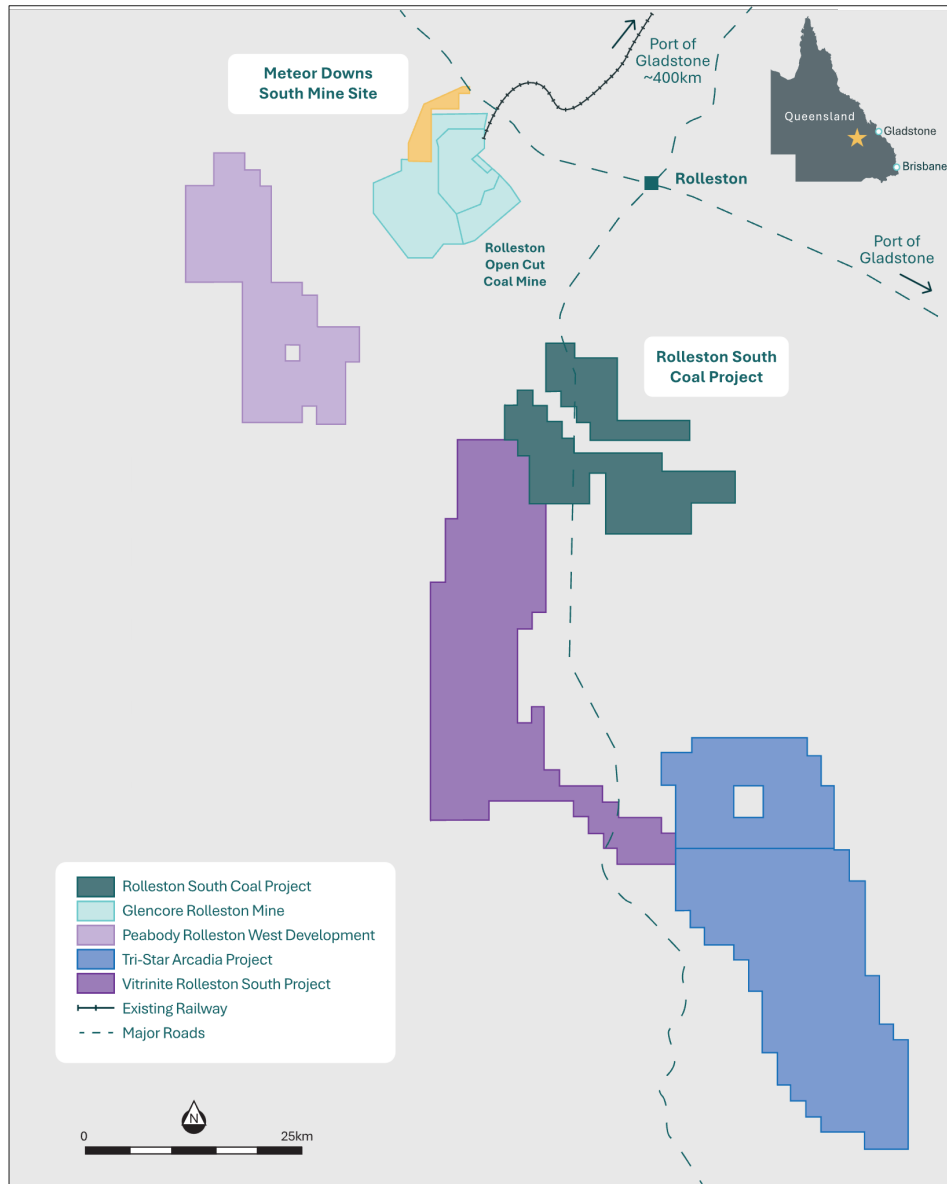 Meteor Downs
South Mine Site
Port of
Gladstone
~400km
Queensland
Gladstone
Brisbane
Rolleston
Rolleston
Open Cut
Coal Mine
Port of
Gladstone
Rolleston South
Coal Project
Rolleston South Coal Project
Glencore Rolleston Mine
Peabody Rolleston West Development
Tri-Star Arcadia Project
Vitrinite Rolleston South Project
Existing Railway
Major Roads
N
0
25km